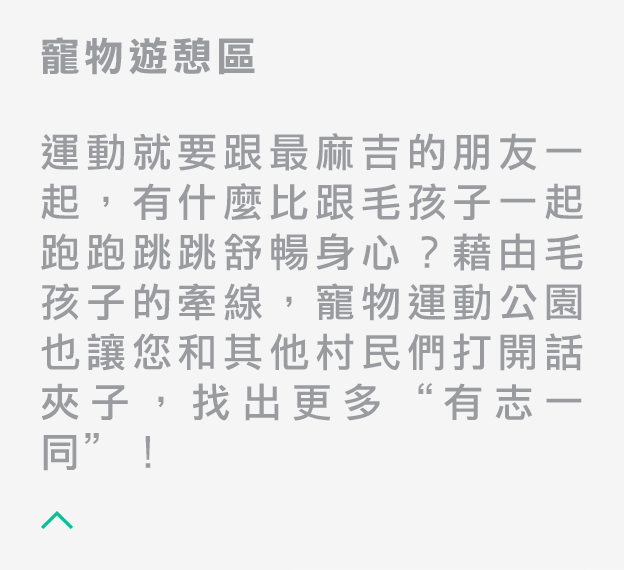 寵物遊憩區
運動就要跟最麻吉的朋友一
起，有什麼比跟毛孩子一起
跑跑跳跳舒暢身心？藉由毛
孩子的牽線，寵物運動公園
也讓您和其他村民們打開話
夾子，找出更多“有志一
同”！